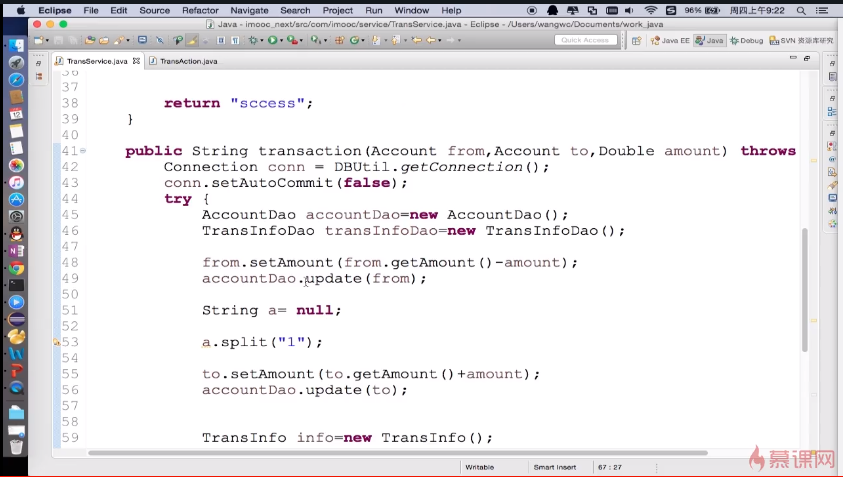 Eclipse File Edit Source Refactor Navigate Search Project Run Window Help 96% 周四上午9:22
Java - imooc_next/src/com/imooc/service/TransService.java - Eclipse - /Users/wangwo/Documents/work_java
Quick Access Java EE Java Debug SVN 资源库研究
TransService.java TransAction.java
36
37
38 return "sccess";
39 }
40
41 public String transaction(Account from,Account to,Double amount) throws
42 Connection conn = DBUtil.getConnection();
43 conn.setAutoCommit(false);
44 try {
45 AccountDao accountDao=new AccountDao();
46 TransInfoDao transInfoDao=new TransInfoDao();
47
48 from.setAmount(from.getAmount()-amount);
49 accountDao.update(from);
50
51 String a= null;
52
53 a.split("1");
54
55 to.setAmount(to.getAmount()+amount);
56 accountDao.update(to);
57
58
59 TransInfo info=new TransInfo();
Writable Smart Insert 67 : 27
慕课网